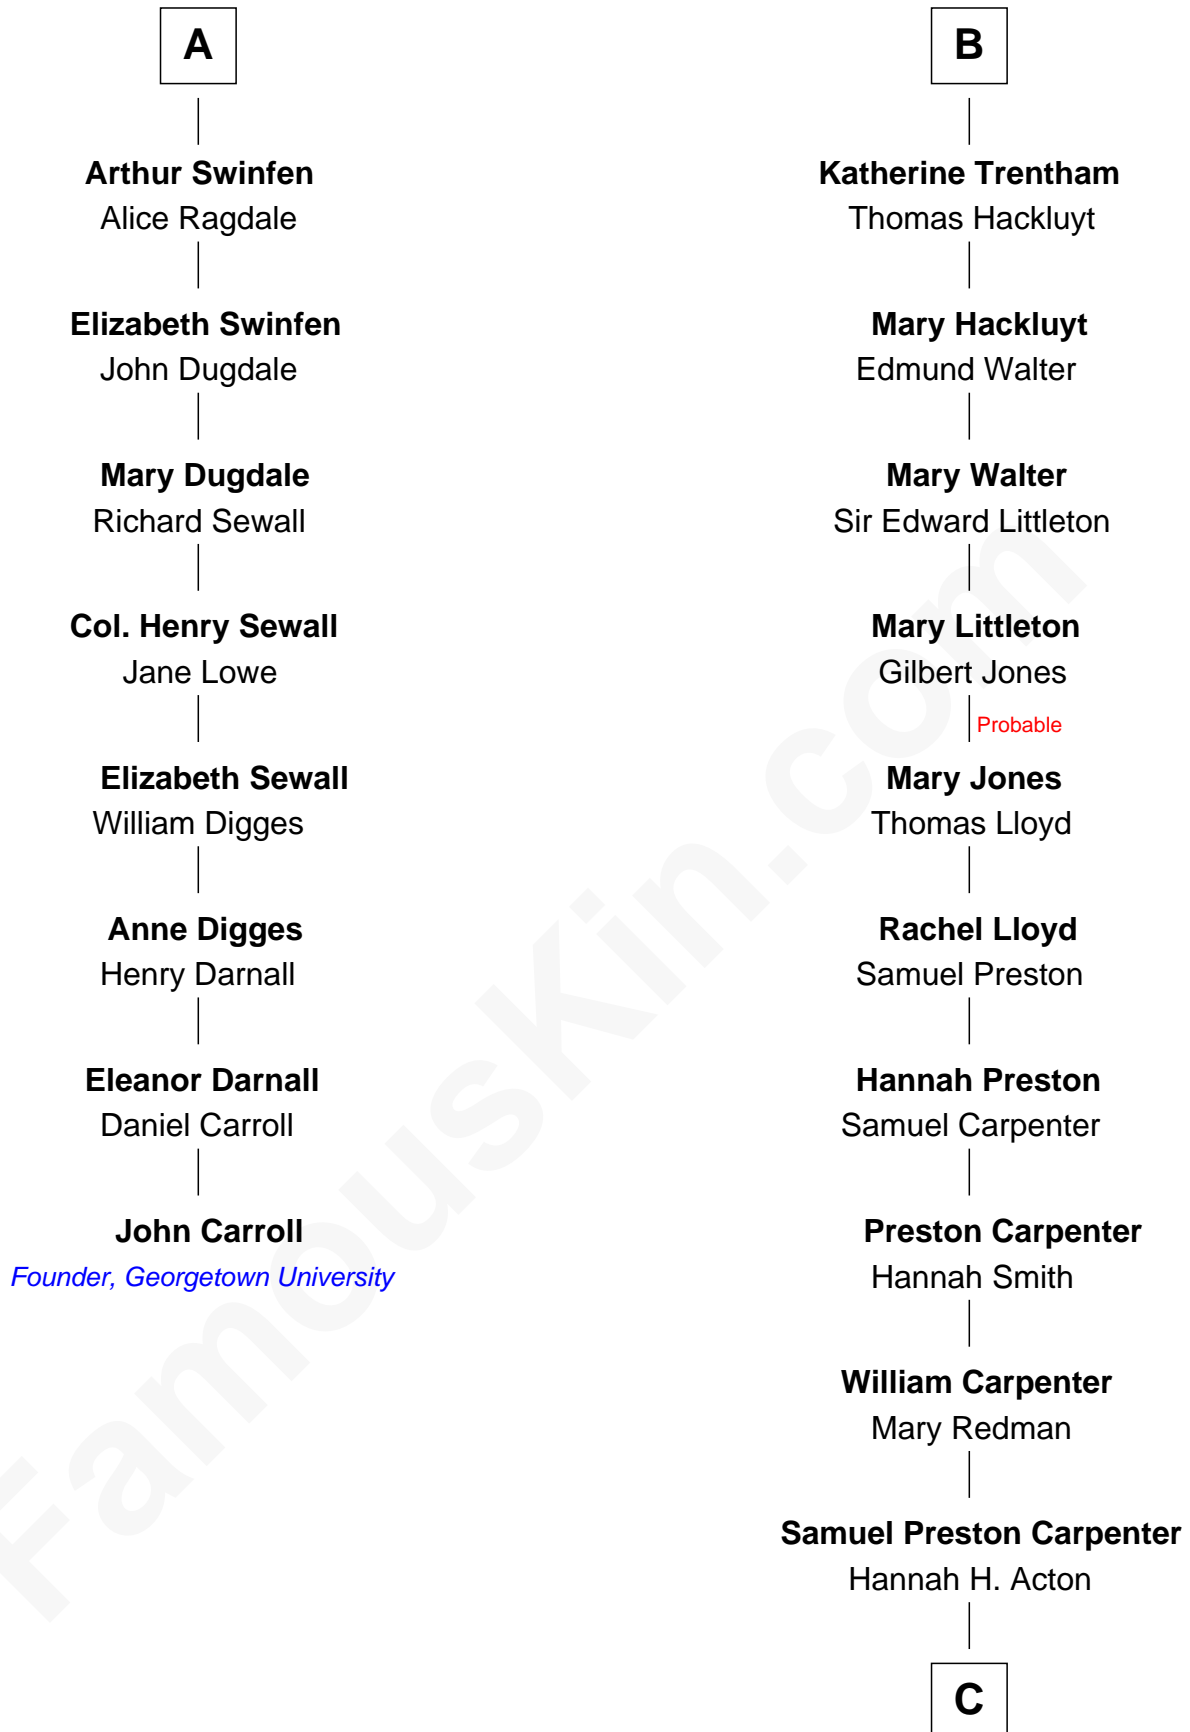 A
Arthur Swinfen
Alice Ragdale
Elizabeth Swinfen
John Dugdale
Mary Dugdale
Richard Sewall
Col. Henry Sewall
Jane Lowe
Elizabeth Sewall
William Digges
Anne Digges
Henry Darnall
Eleanor Darnall
Daniel Carroll
John Carroll
Founder, Georgetown University
B
Katherine Trentham
Thomas Hackluyt
Mary Hackluyt
Edmund Walter
Mary Walter
Sir Edward Littleton
Mary Littleton
Gilbert Jones
Probable
Mary Jones
Thomas Lloyd
Rachel Lloyd
Samuel Preston
Hannah Preston
Samuel Carpenter
Preston Carpenter
Hannah Smith
William Carpenter
Mary Redman
Samuel Preston Carpenter
Hannah H. Acton
C
FamousKin.com